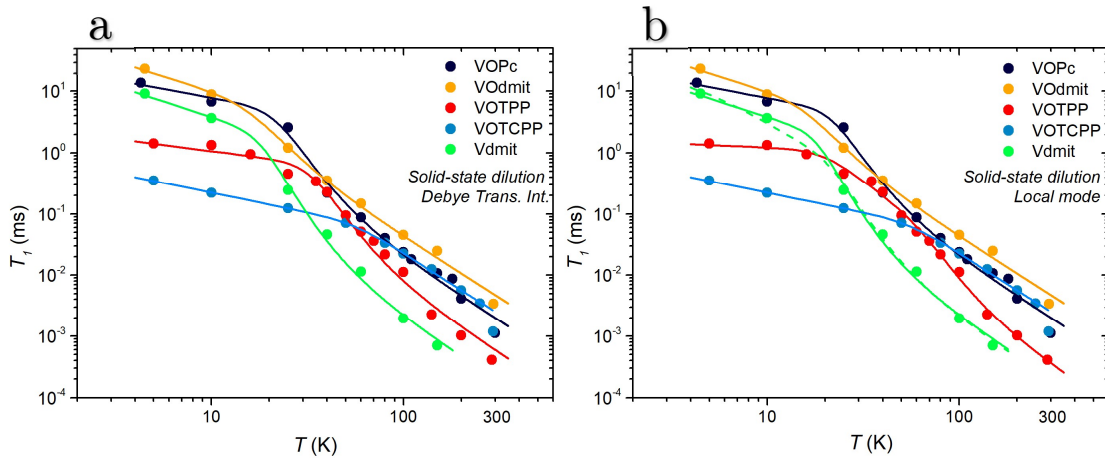 a
10^1
10^0
10^-1
10^-2
10^-3
10^-4
T_1 (ms)
VOPc
VOdmit
VOTPP
VOTCPP
Vdmit
Solid-state dilution
Debye Trans. Int.
10
100
300
T (K)
b
10^1
10^0
10^-1
10^-2
10^-3
10^-4
T_1 (ms)
VOPc
VOdmit
VOTPP
VOTCPP
Vdmit
Solid-state dilution
Local mode
10
100
300
T (K)